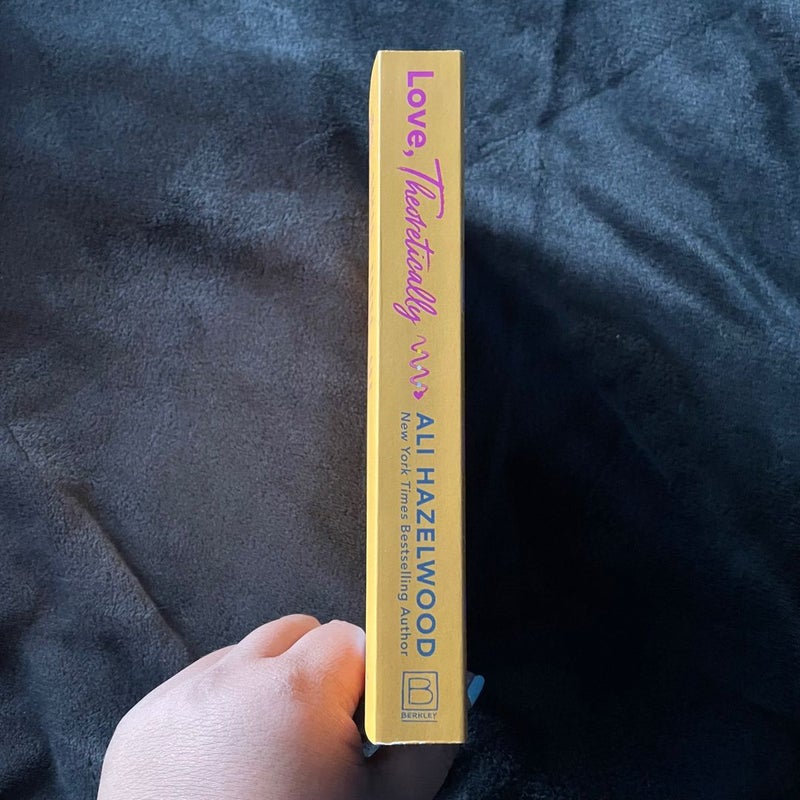 Love, Theoretically
ALI HAZELWOOD
New York Times Bestselling Author
B
BERKLEY